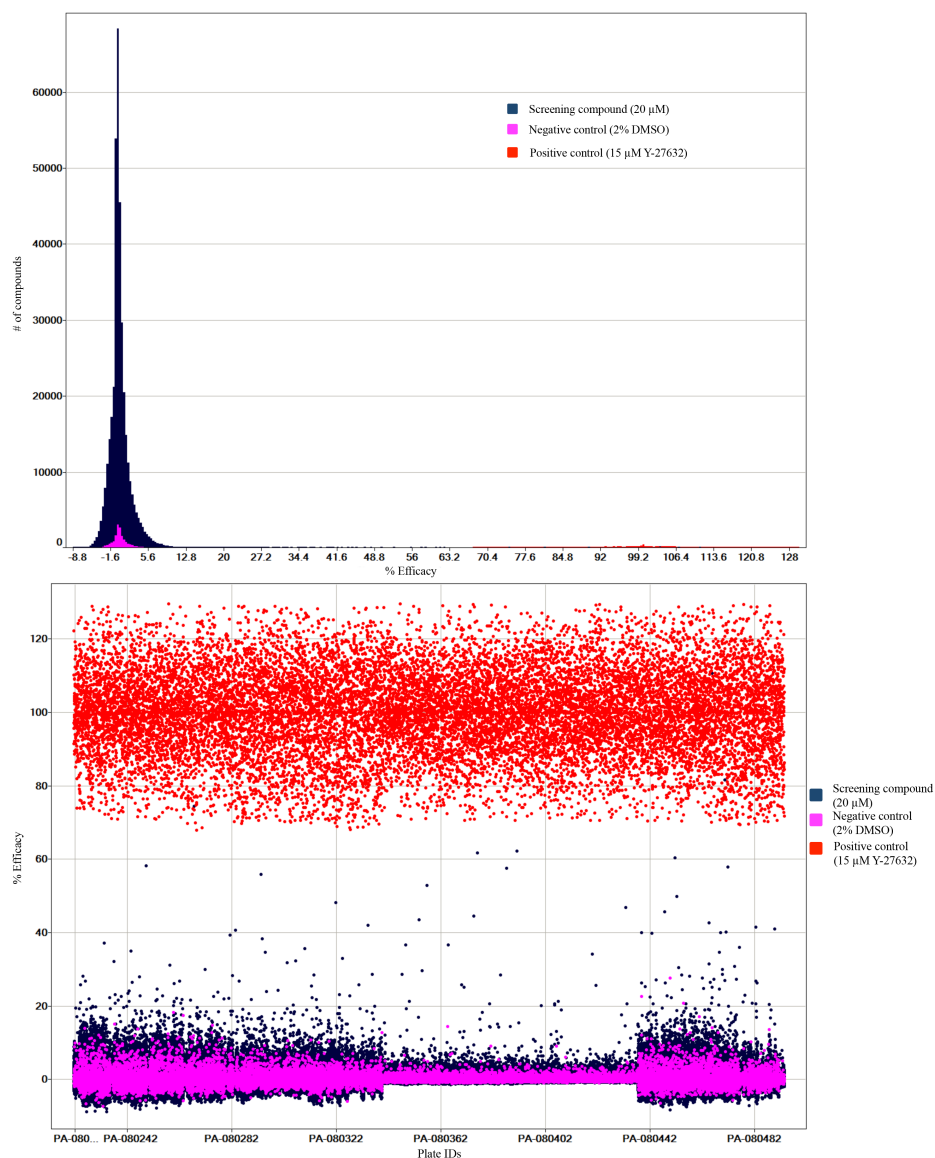 60000
50000
40000
30000
20000
10000
0
# of compounds
Screening compound (20 µM)
Negative control (2% DMSO)
Positive control (15 µM Y-27632)
-8.8 -1.6 5.6 12.8 20 27.2 34.4 41.6 48.8 56 63.2 70.4 77.6 84.8 92 99.2 106.4 113.6 120.8 128
% Efficacy
120
100
80
60
40
20
0
% Efficacy
Screening compound
(20 µM)
Negative control
(2% DMSO)
Positive control
(15 µM Y-27632)
PA-080... PA-080242 PA-080282 PA-080322 PA-080362 PA-080402 PA-080442 PA-080482
Plate IDs